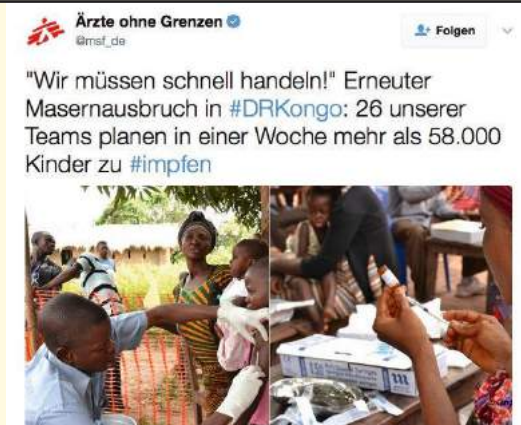 Ärzte ohne Grenzen
@msf_de
Folgen
"Wir müssen schnell handeln!" Erneuter
Masernausbruch in #DRKongo: 26 unserer
Teams planen in einer Woche mehr als 58.000
Kinder zu #impfen